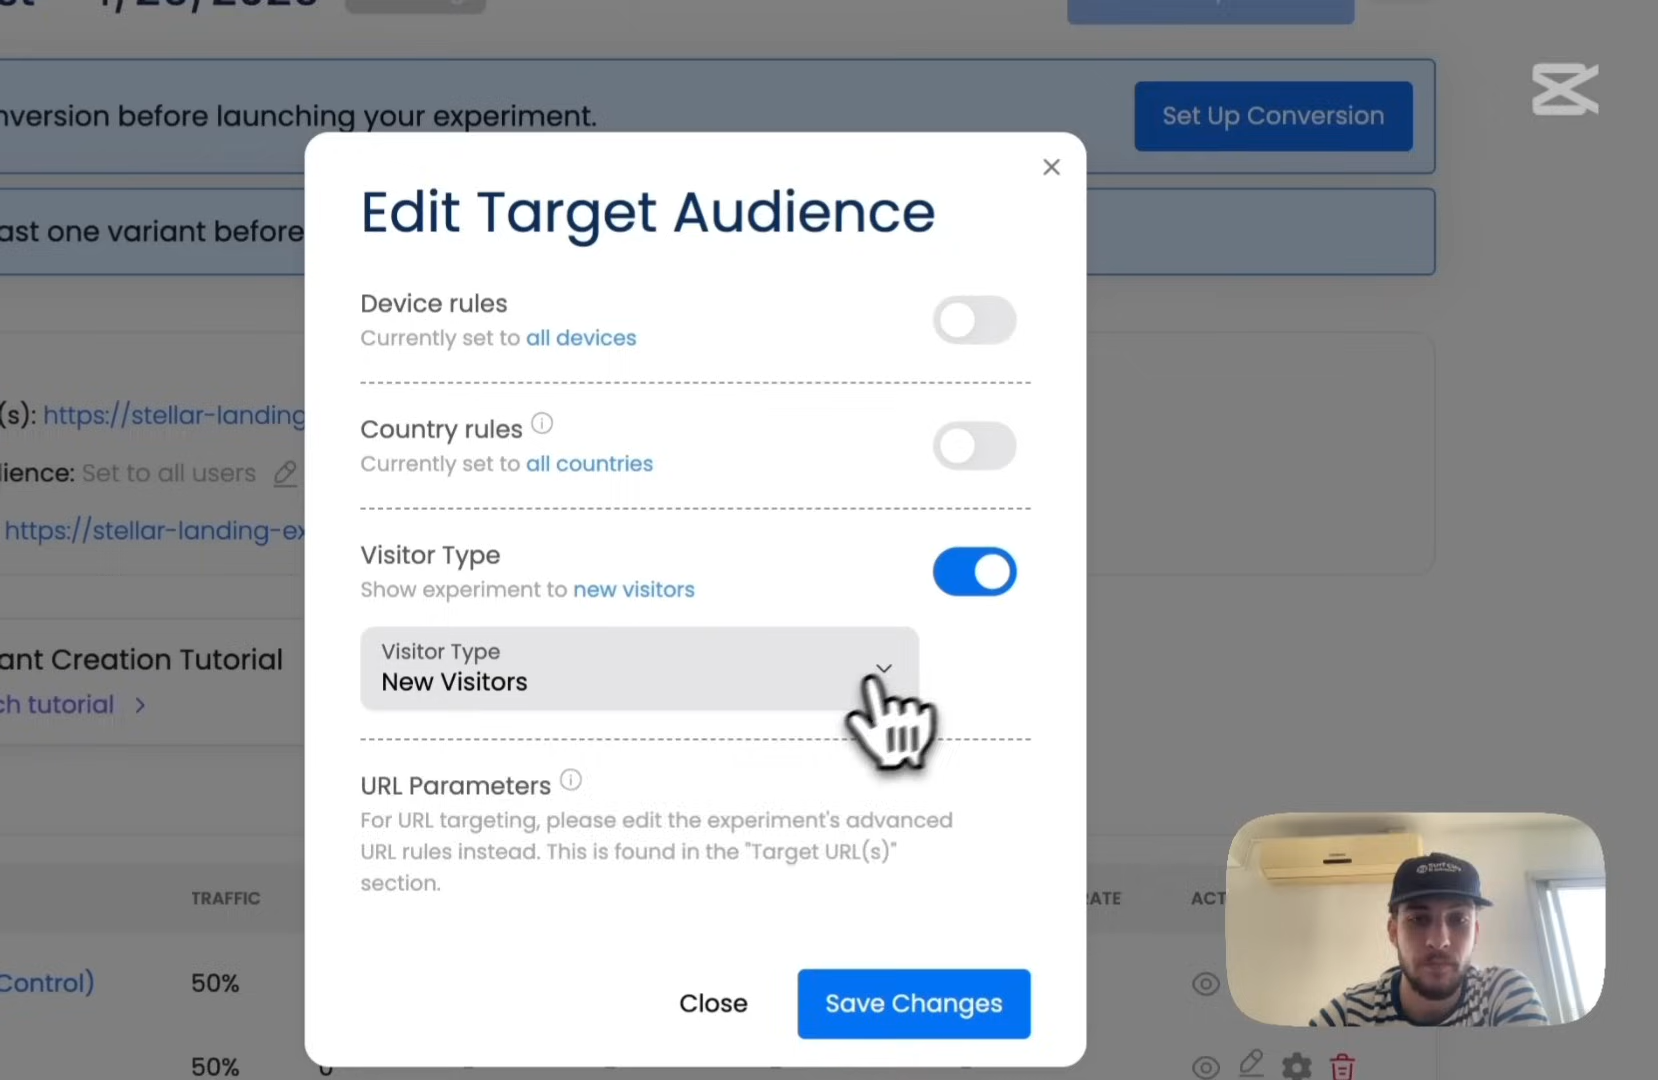 nversion before launching your experiment.
Set Up Conversion
ast one variant before
Edit Target Audience
Device rules
Currently set to all devices
Country rules
Currently set to all countries
(s): https://stellar-landing
ience: Set to all users
https://stellar-landing-ex
Visitor Type
Show experiment to new visitors
Visitor Type
New Visitors
ant Creation Tutorial
ch tutorial
URL Parameters
For URL targeting, please edit the experiment's advanced
URL rules instead. This is found in the "Target URL(s)"
section.
TRAFFIC
ATE
ACT
Control)
50%
Close
Save Changes
50%
0